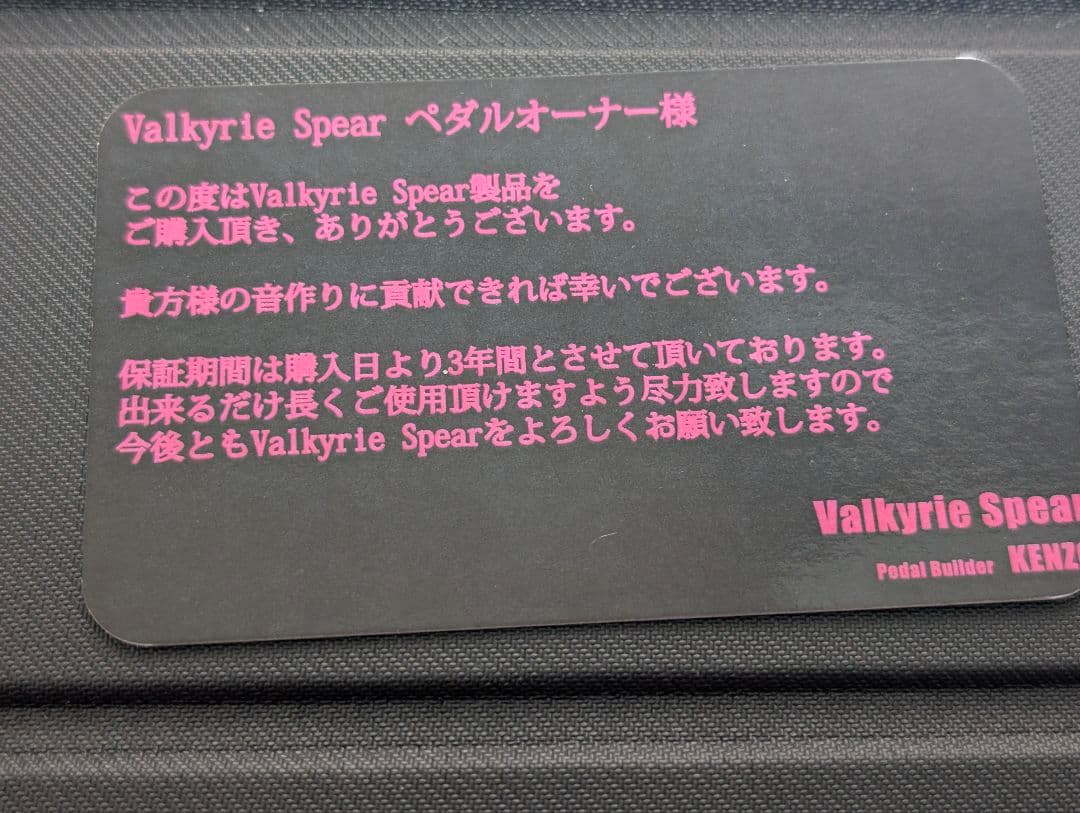 Valkyrie Spear ペダルオーナー様
この度はValkyrie Spear製品を
ご購入頂き、ありがとうございます。
貴方様の音作りに貢献できれば幸いでございます。
保証期間は購入日より3年間とさせて頂いております。
出来るだけ長くご使用頂けますよう尽力致しますので
今後ともValkyrie Spearをよろしくお願い致します。
Valkyrie Spear
Pedal Builder